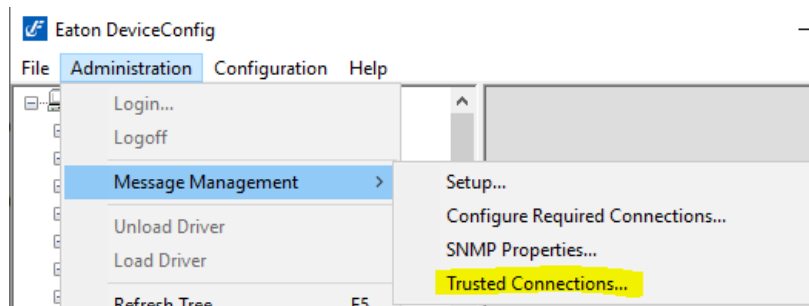 Eaton DeviceConfig
File Administration Configuration Help
Login...
Logoff
Message Management
Setup...
Configure Required Connections...
Unload Driver
SNMP Properties...
Load Driver
Trusted Connections...
Refresh Tree F5